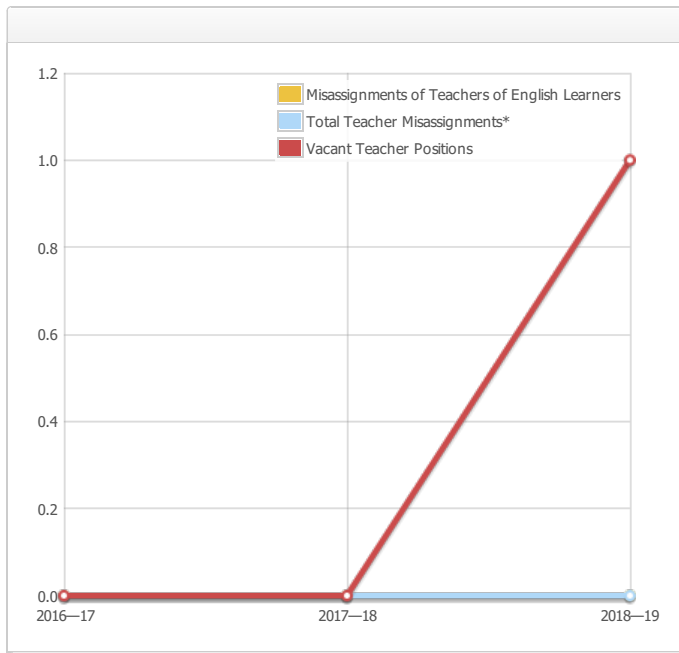 1.2
Misassignments of Teachers of English Learners
Total Teacher Misassignments*
Vacant Teacher Positions
1.0
0.8
0.6
0.4
0.2
0.0
2016—17 2017—18 2018—19